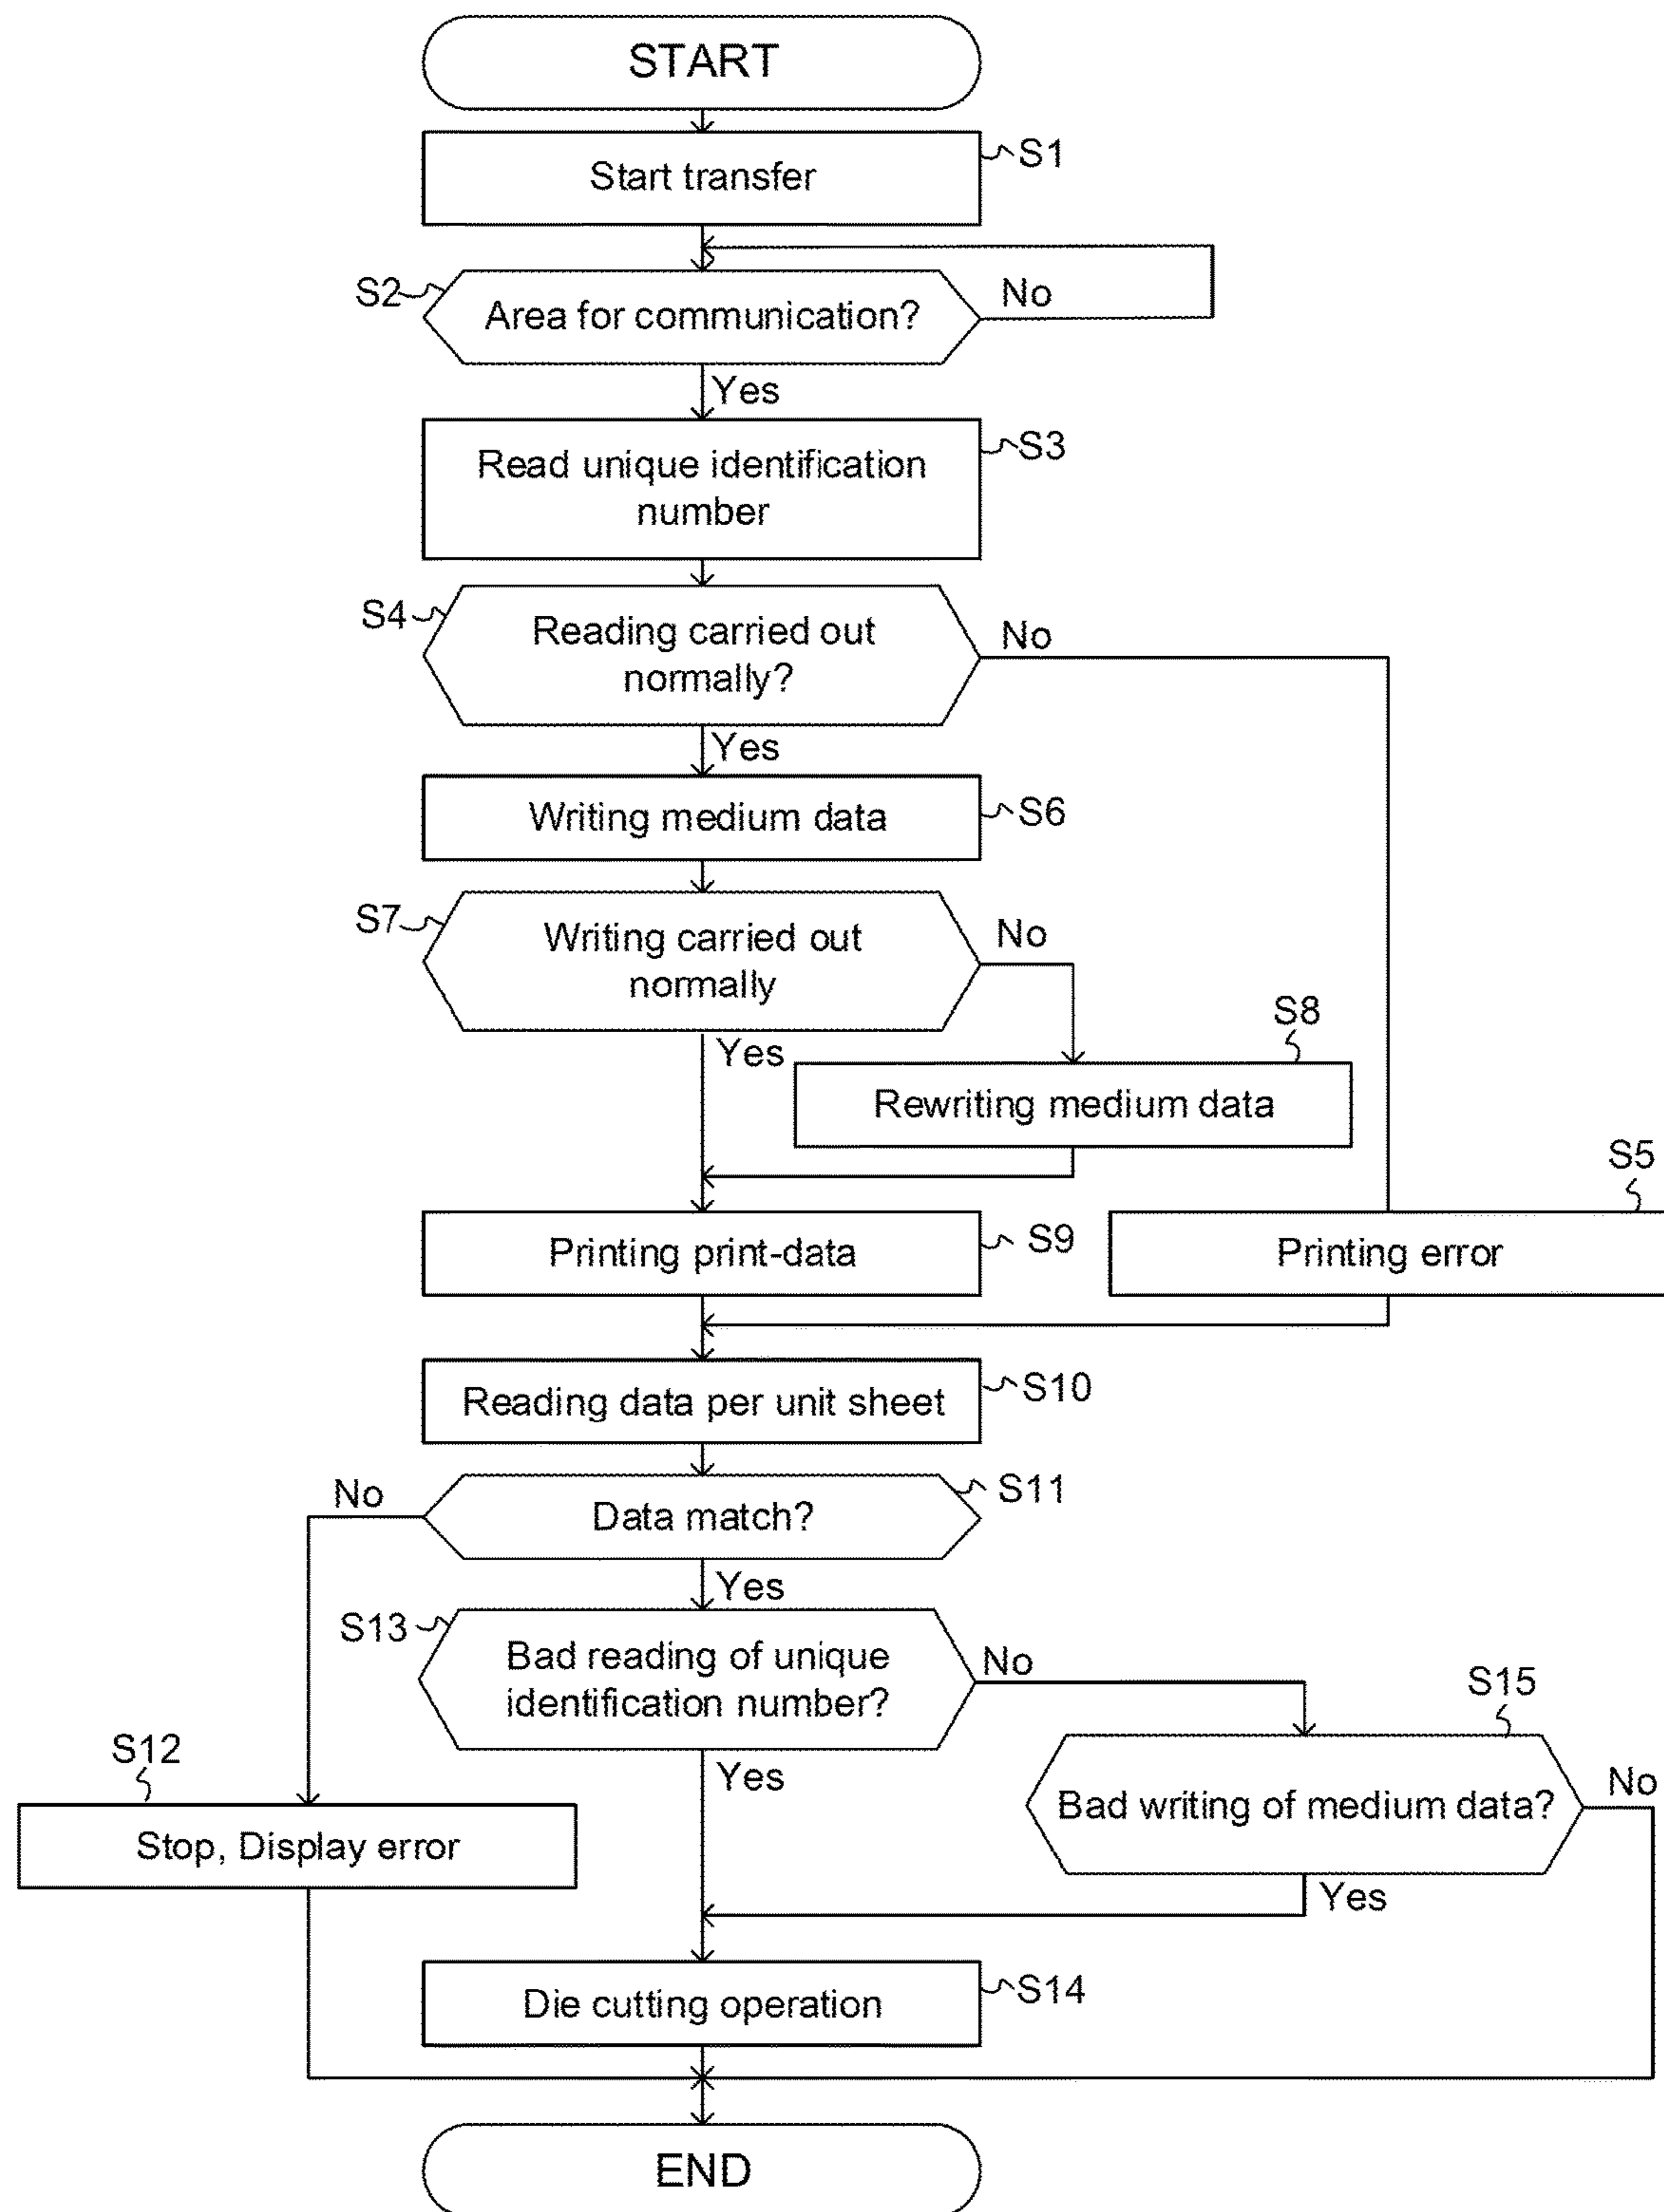 START
Start transfer
S1
S2
Area for communication?
No
Yes
Read unique identification
number
S3
S4
Reading carried out
normally?
No
Yes
Writing medium data
S6
S7
Writing carried out
normally
No
Yes
S8
Rewriting medium data
S5
Printing print-data
S9
Printing error
Reading data per unit sheet
S10
No
Data match?
S11
Yes
S13
Bad reading of unique
identification number?
No
S15
Yes
Bad writing of medium data?
No
S12
Stop, Display error
Yes
Die cutting operation
S14
END